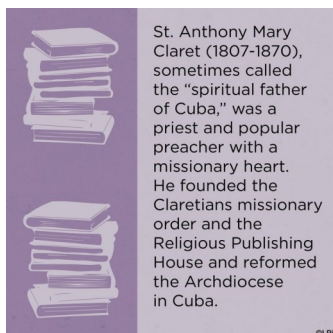 St. Anthony Mary
Claret (1807-1870),
sometimes called
the “spiritual father
of Cuba,” was a
priest and popular
preacher with a
missionary heart.
He founded the
Claretians missionary
order and the
Religious Publishing
House and reformed
the Archdiocese
in Cuba.